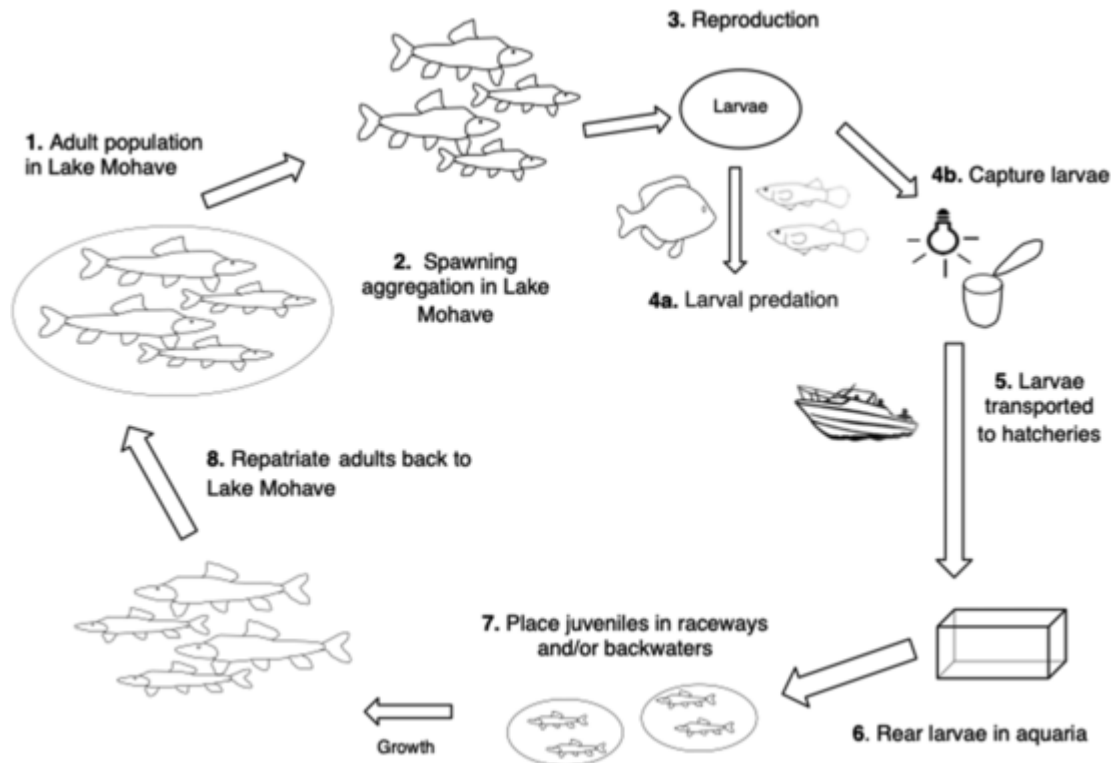 1. Adult population
in Lake Mohave
2. Spawning
aggregation in Lake
Mohave
3. Reproduction
Larvae
4a. Larval predation
4b. Capture larvae
5. Larvae
transported
to hatcheries
6. Rear larvae in aquaria
7. Place juveniles in raceways
and/or backwaters
Growth
8. Repatriate adults back to
Lake Mohave